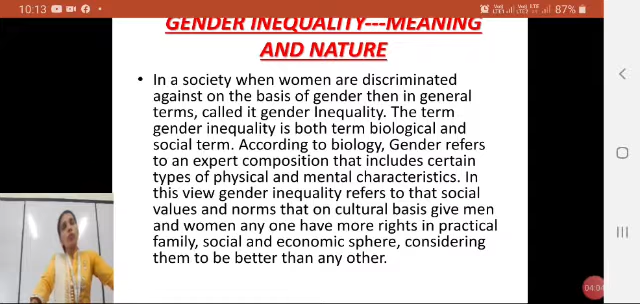 10:13
87%
GENDER INEQUALITY---MEANING
AND NATURE
• In a society when women are discriminated
against on the basis of gender then in general
terms, called it gender Inequality. The term
gender inequality is both term biological and
social term. According to biology, Gender refers
to an expert composition that includes certain
types of physical and mental characteristics. In
this view gender inequality refers to that social
values and norms that on cultural basis give men
and women any one have more rights in practical
family, social and economic sphere, considering
them to be better than any other.
04:04